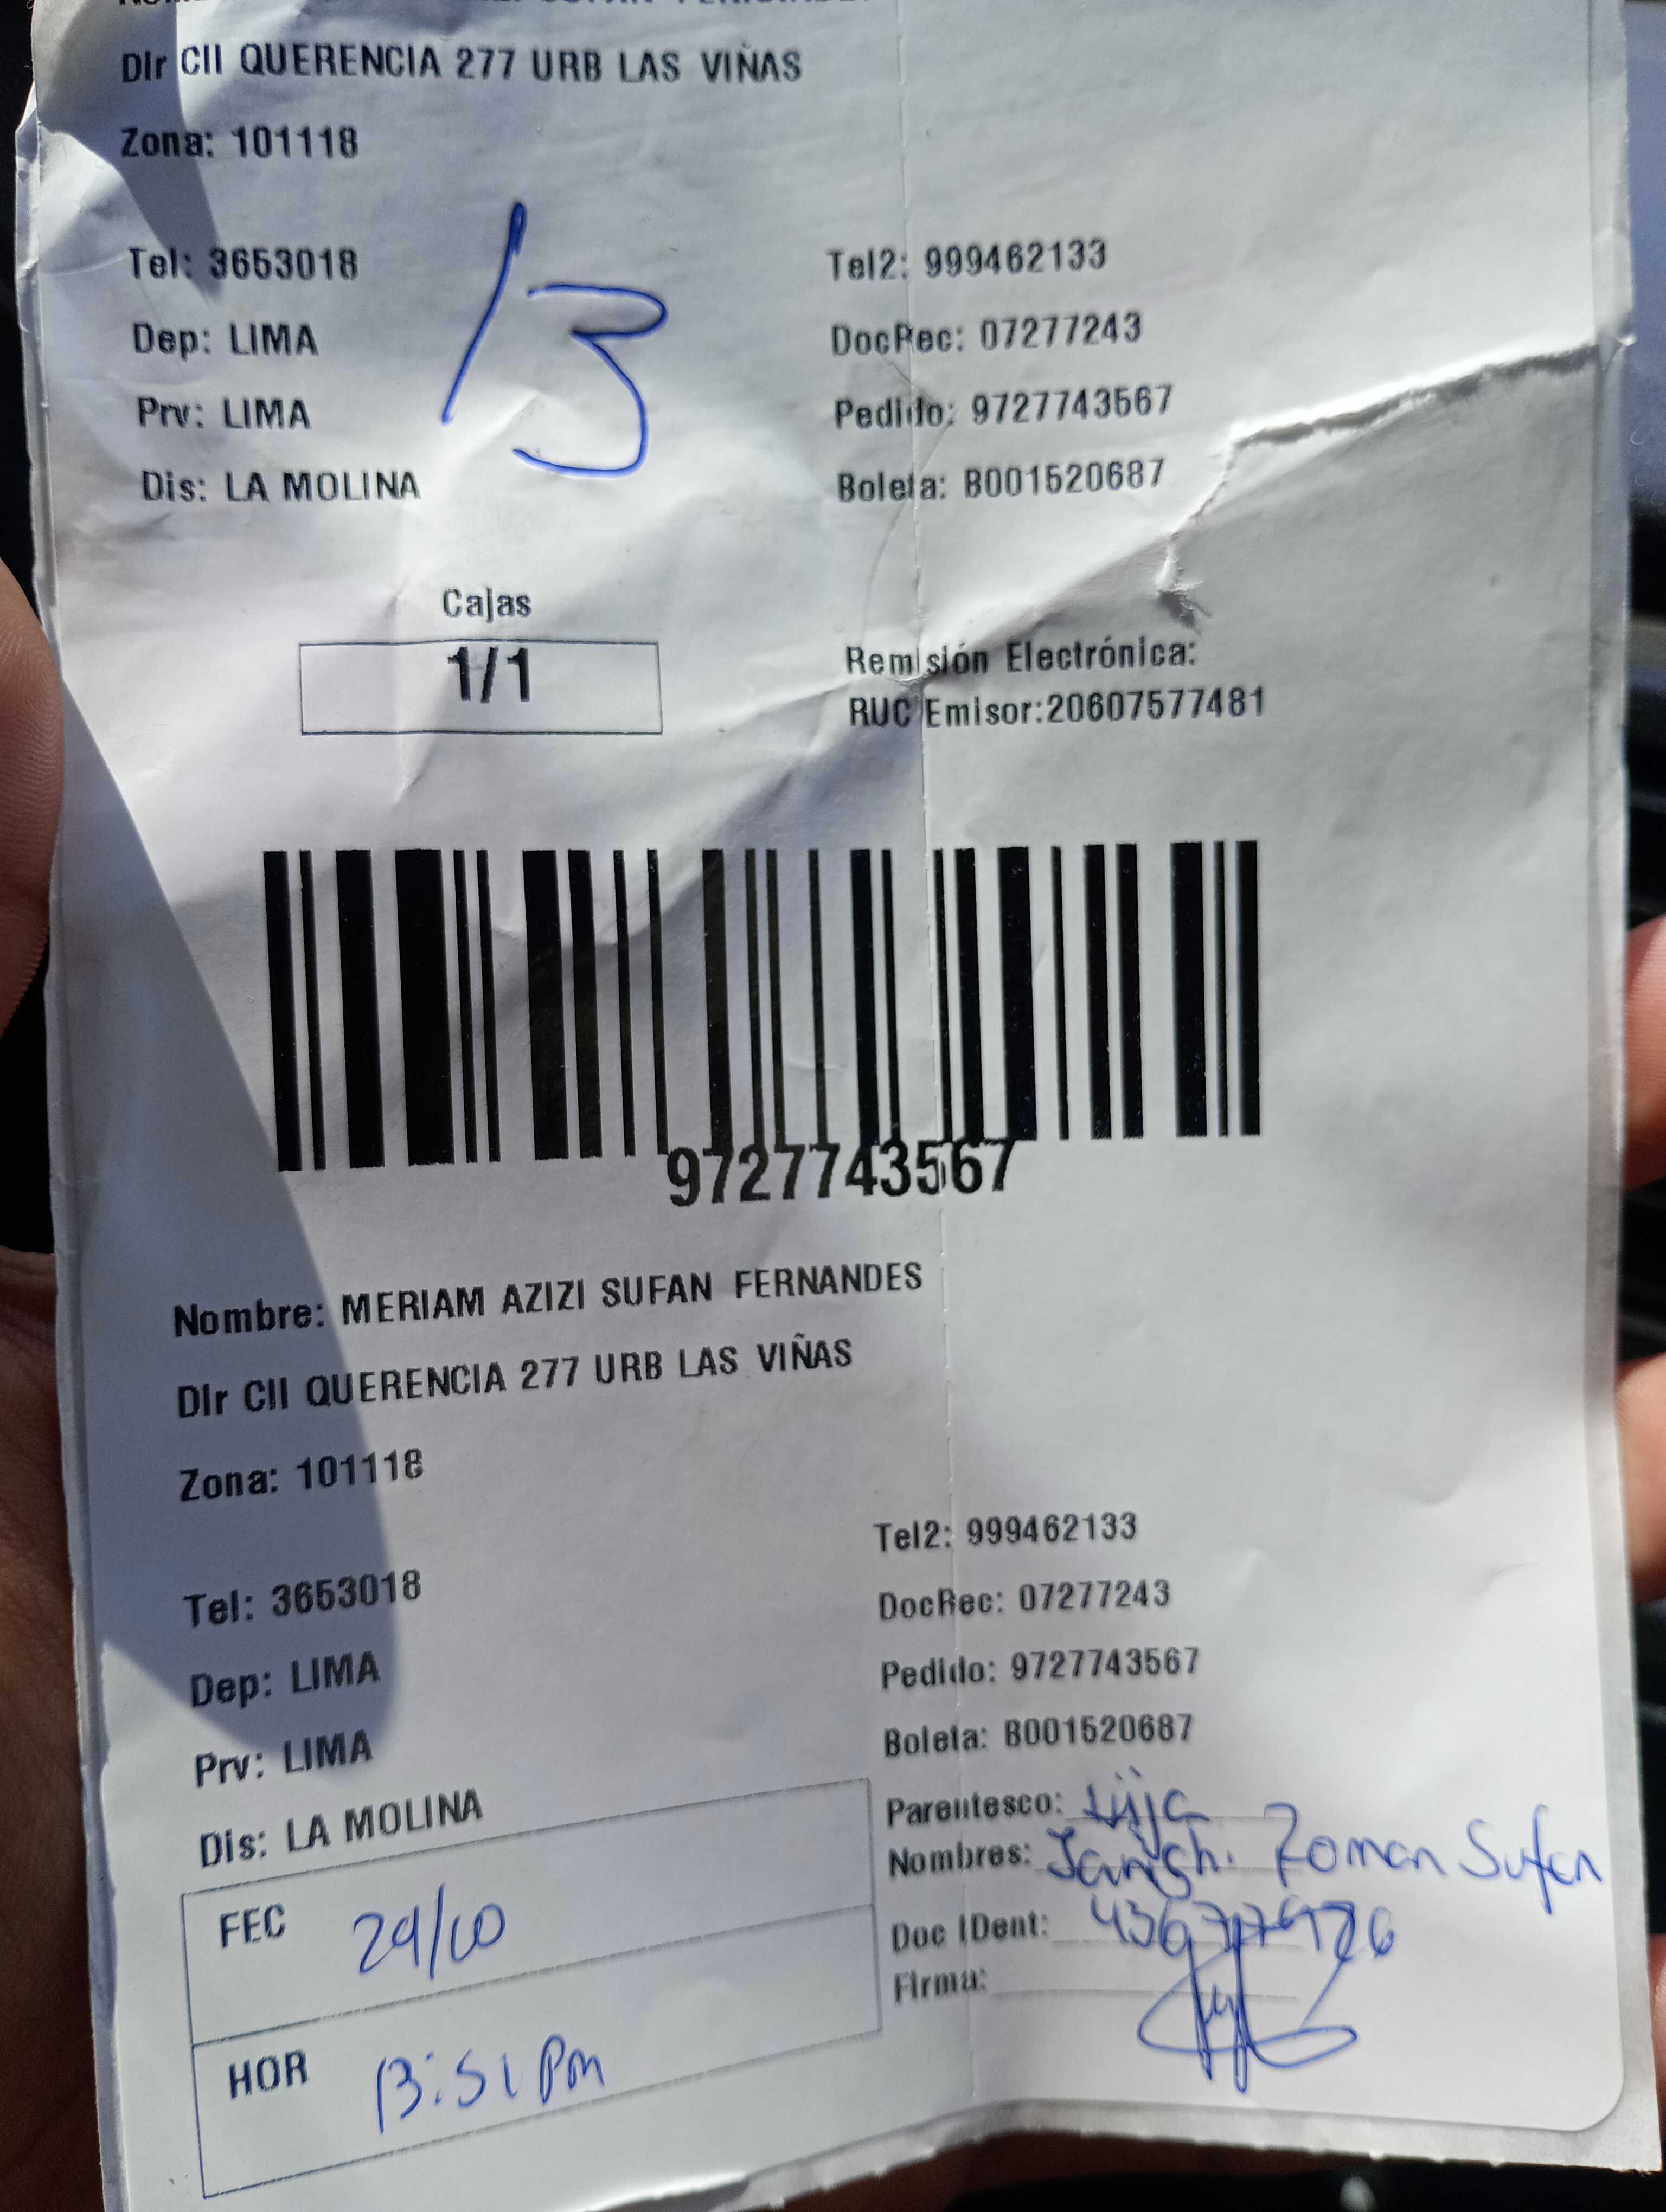 Dir Cll QUERENCIA 277 URB LAS VIÑAS
Zona: 101118
Tel: 3653018
Tel2: 999462133
Dep: LIMA
DocRec: 07277243
Prv: LIMA
Pedido: 9727743567
Dis: LA MOLINA
Boleta: B001520687
13
Cajas
1/1
Remisión Electrónica:
RUC Emisor:20607577481
9727743567
Nombre: MERIAM AZIZI SUFAN FERNANDES
Dir Cll QUERENCIA 277 URB LAS VIÑAS
Zona: 101118
Tel2: 999462133
Tel: 3653018
DocRec: 07277243
Dep: LIMA
Pedido: 9727743567
Prv: LIMA
Boleta: B001520687
Dis: LA MOLINA
Parentesco: Hija
Nombres: Roman Sufan
FEC
Doc IDent:
Firma:
HOR 13:51 Pm